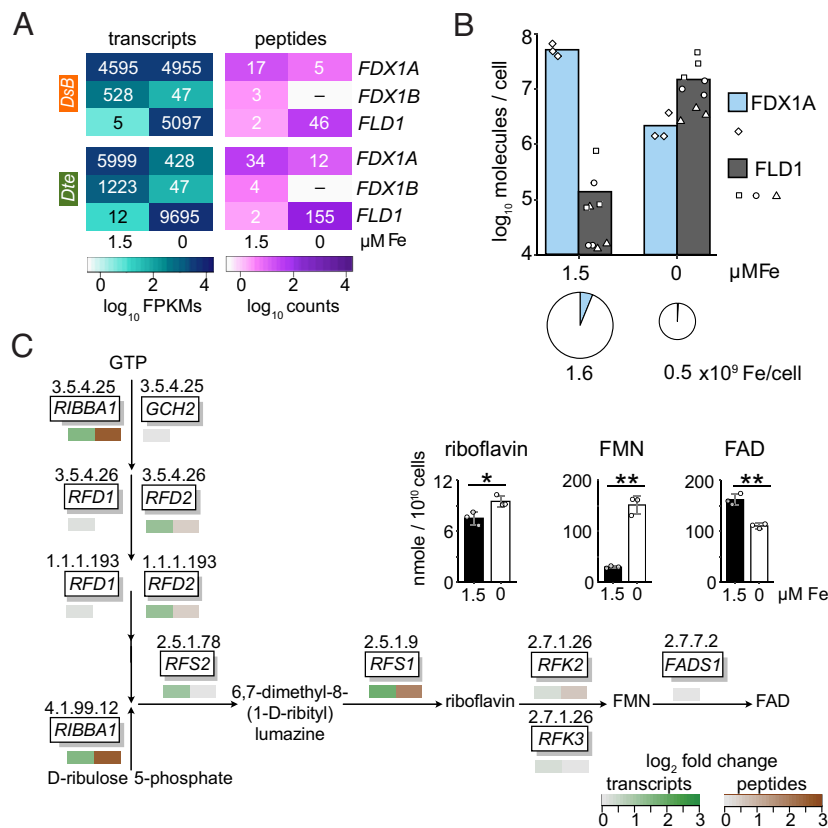 A
transcripts peptides
DsB
4595 4955 17 5 FDX1A
528 47 3 – FDX1B
5 5097 2 46 FLD1
Dte
5999 428 34 12 FDX1A
1223 47 4 – FDX1B
12 9695 2 155 FLD1
1.5 0 1.5 0 µM Fe
0 2 4 0 2 4
log10 FPKMs log10 counts
B
log10 molecules / cell
8
7
6
5
4
FDX1A
FLD1
1.5 0 µMFe
1.6 0.5 x10⁹ Fe/cell
C
GTP
3.5.4.25 3.5.4.25
RIBBA1 GCH2
3.5.4.26 3.5.4.26
RFD1 RFD2
1.1.1.193 1.1.1.193
RFD1 RFD2
2.5.1.78
RFS2
4.1.99.12
RIBBA1
D-ribulose 5-phosphate
6,7-dimethyl-8-
(1-D-ribityl)
lumazine
2.5.1.9
RFS1
riboflavin
2.7.1.26
RFK2
2.7.1.26
RFK3
FMN
2.7.7.2
FADS1
FAD
riboflavin FMN FAD
nmole / 10¹⁰ cells
12
6
0
*
1.5 0
200
100
0
**
1.5 0
200
100
0
**
1.5 0
µM Fe
log2 fold change
transcripts peptides
0 1 2 3 0 1 2 3